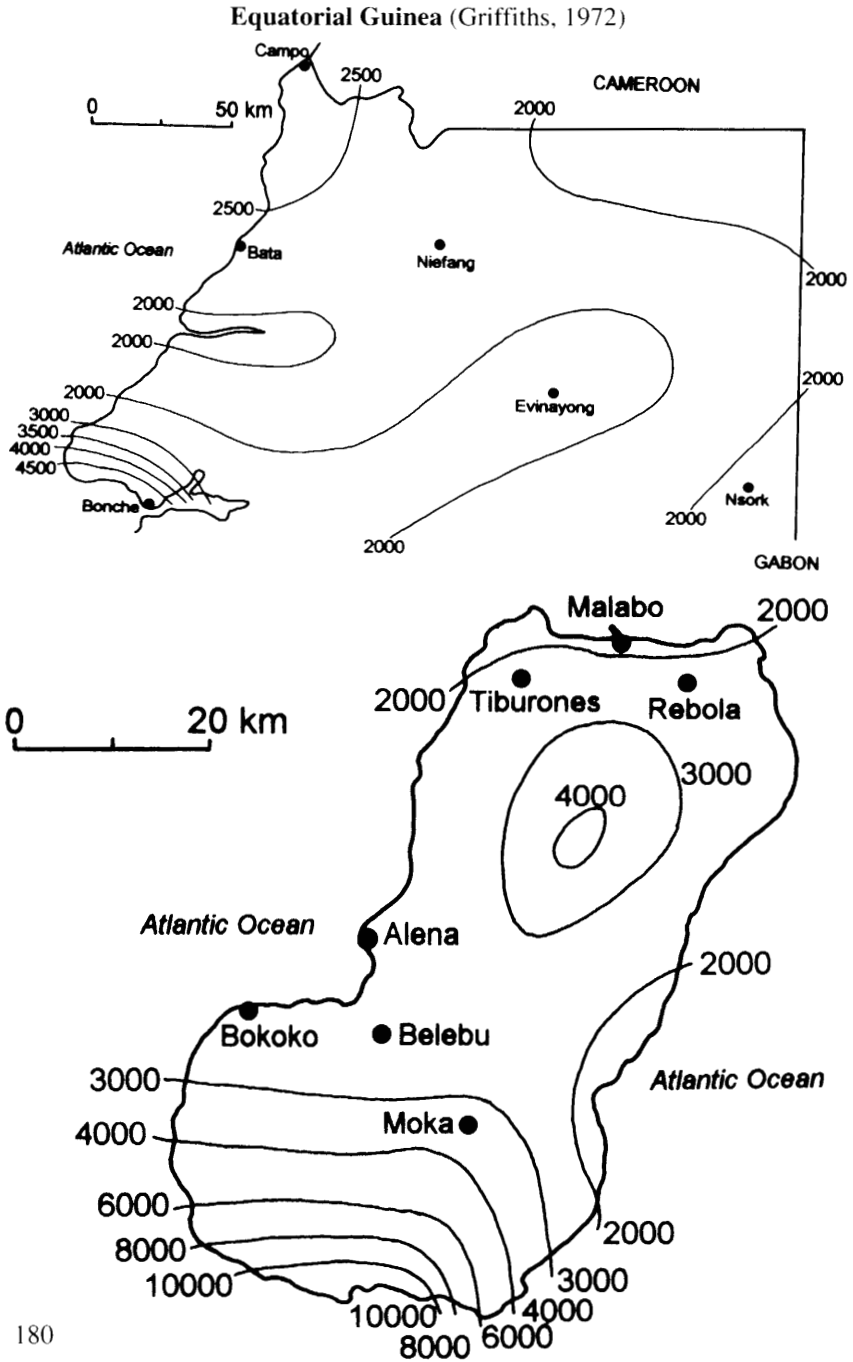 Equatorial Guinea (Griffiths, 1972)
Campo
2500
CAMEROON
0 50 km
2000
2500
Atlantic Ocean
Bata
Niefang
2000
2000
2000
2000
2000
Evinayong
3000
3500
4000
4500
Bonche
Nsork
2000
2000
GABON
Malabo
2000
2000
Tiburones
Rebola
0 20 km
3000
4000
Atlantic Ocean
Alena
2000
Bokoko
Belebu
3000
Atlantic Ocean
Moka
4000
6000
2000
8000
10000
3000
4000
10000
6000
8000
180